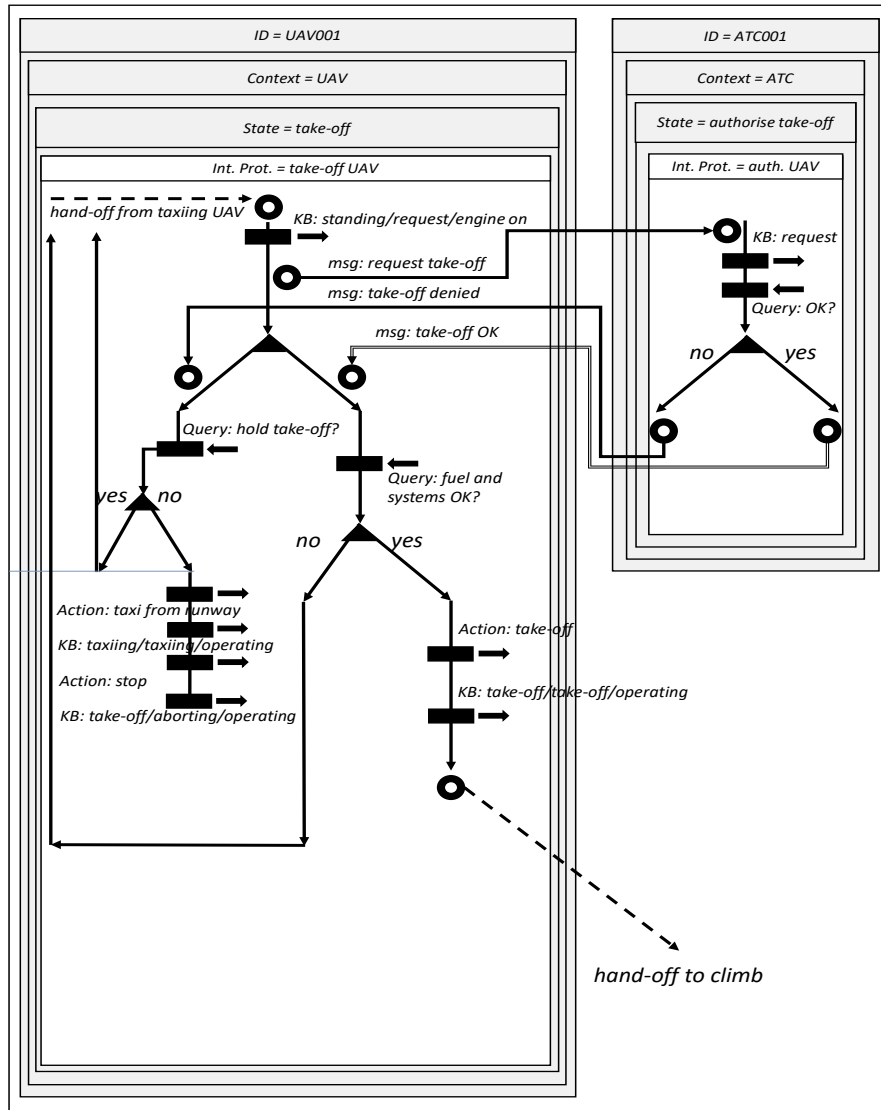 ID = UAV001
ID = ATC001
Context = UAV
Context = ATC
State = take-off
State = authorise take-off
Int. Prot. = take-off UAV
Int. Prot. = auth. UAV
hand-off from taxiing UAV
KB: standing/request/engine on
KB: request
msg: request take-off
msg: take-off denied
Query: OK?
msg: take-off OK
no
yes
Query: hold take-off?
Query: fuel and
systems OK?
yes
no
no
yes
Action: taxi from runway
Action: take-off
KB: taxiing/taxiing/operating
Action: stop
KB: take-off/take-off/operating
KB: take-off/aborting/operating
hand-off to climb